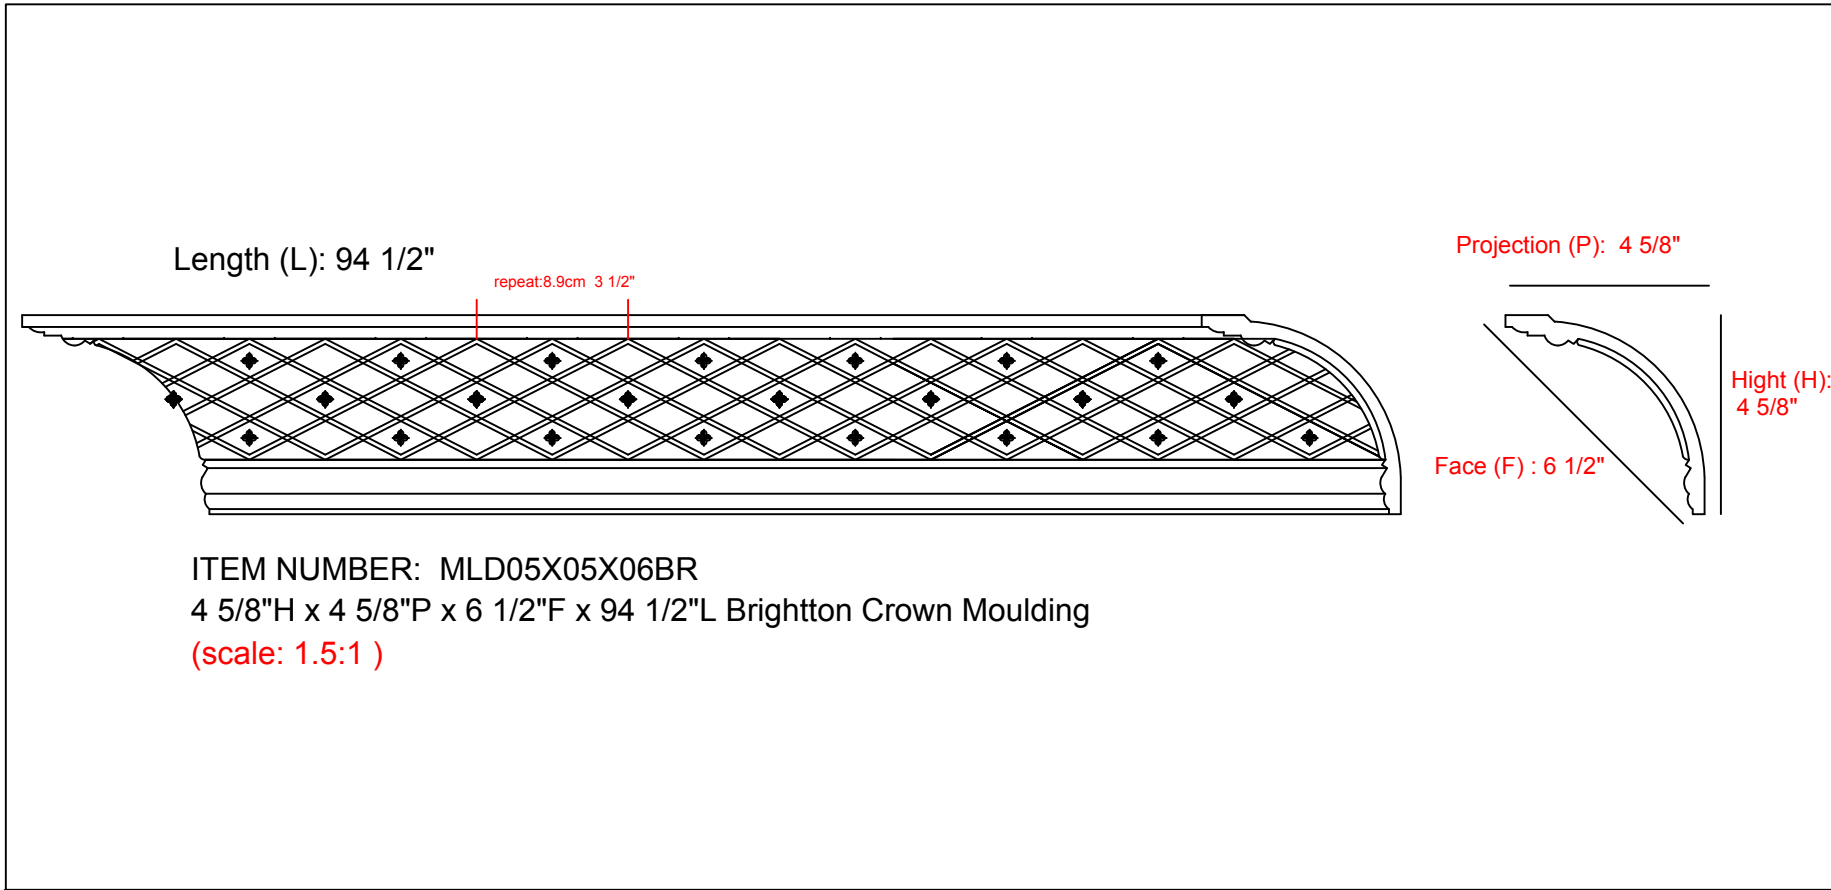 Length (L): 94 1/2"
repeat:8.9cm 3 1/2"
Projection (P): 4 5/8"
Hight (H):
4 5/8"
Face (F) : 6 1/2"
ITEM NUMBER: MLD05X05X06BR
4 5/8"H x 4 5/8"P x 6 1/2"F x 94 1/2"L Brightton Crown Moulding
(scale: 1.5:1 )